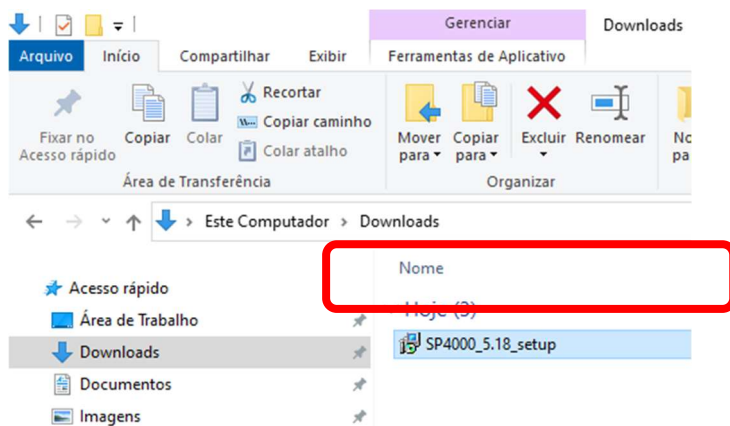 Gerenciar Downloads
Arquivo Início Compartilhar Exibir Ferramentas de Aplicativo
Fixar no Acesso rápido
Copiar
Colar
Recortar
Copiar caminho
Colar atalho
Mover para
Copiar para
Excluir
Renomear
Área de Transferência Organizar
Este Computador > Downloads
Acesso rápido
Área de Trabalho
Downloads
Documentos
Imagens
Nome
Hoje (3)
SP4000_5.18_setup